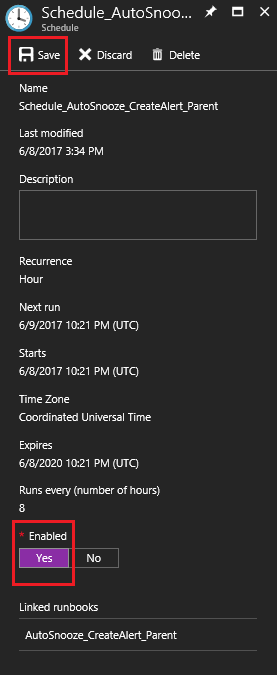 Schedule_AutoSnooz...
Schedule
Save Discard Delete
Name
Schedule_AutoSnooze_CreateAlert_Parent
Last modified
6/8/2017 3:34 PM
Description
Recurrence
Hour
Next run
6/9/2017 10:21 PM (UTC)
Starts
6/8/2017 10:21 PM (UTC)
Time Zone
Coordinated Universal Time
Expires
6/8/2020 10:21 PM (UTC)
Runs every (number of hours)
8
* Enabled
Yes No
Linked runbooks
AutoSnooze_CreateAlert_Parent